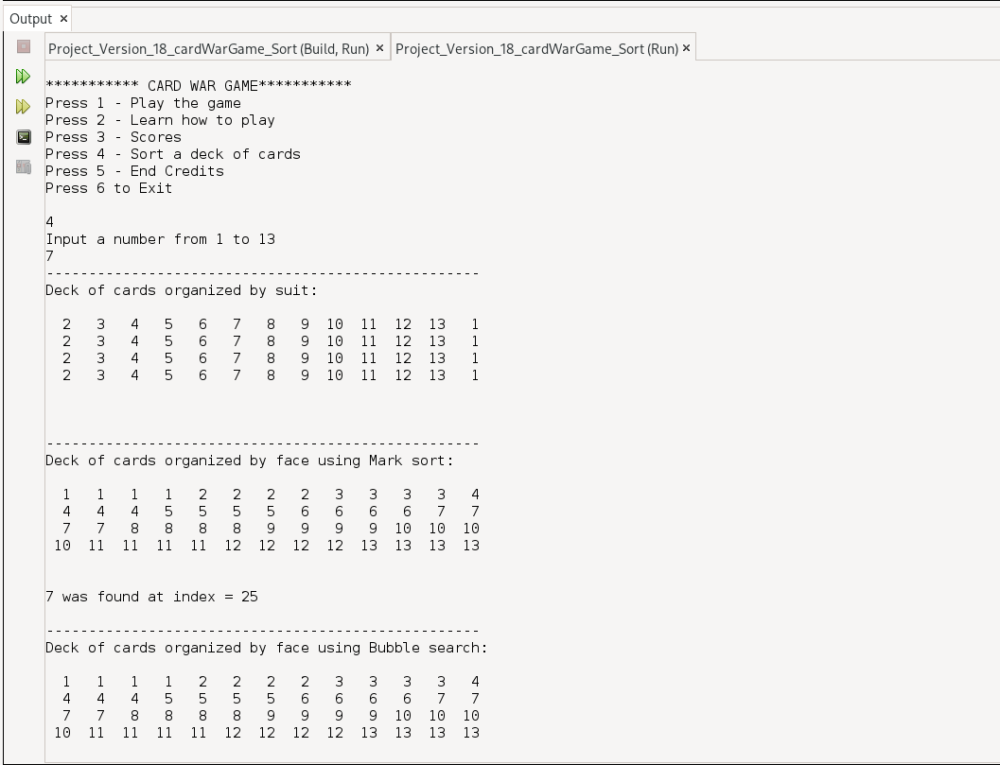 Output ×
Project_Version_18_cardWarGame_Sort (Build, Run) × Project_Version_18_cardWarGame_Sort (Run) ×
*********** CARD WAR GAME***********
Press 1 - Play the game
Press 2 - Learn how to play
Press 3 - Scores
Press 4 - Sort a deck of cards
Press 5 - End Credits
Press 6 to Exit
4
Input a number from 1 to 13
7
---------------------------------------------------
Deck of cards organized by suit:
2 3 4 5 6 7 8 9 10 11 12 13 1
2 3 4 5 6 7 8 9 10 11 12 13 1
2 3 4 5 6 7 8 9 10 11 12 13 1
2 3 4 5 6 7 8 9 10 11 12 13 1
---------------------------------------------------
Deck of cards organized by face using Mark sort:
1 1 1 1 2 2 2 2 3 3 3 3 4
4 4 4 5 5 5 5 6 6 6 6 7 7
7 7 8 8 8 8 9 9 9 9 10 10 10
10 11 11 11 11 12 12 12 12 13 13 13 13
7 was found at index = 25
---------------------------------------------------
Deck of cards organized by face using Bubble search:
1 1 1 1 2 2 2 2 3 3 3 3 4
4 4 4 5 5 5 5 6 6 6 6 7 7
7 7 8 8 8 8 9 9 9 9 10 10 10
10 11 11 11 11 12 12 12 12 13 13 13 13